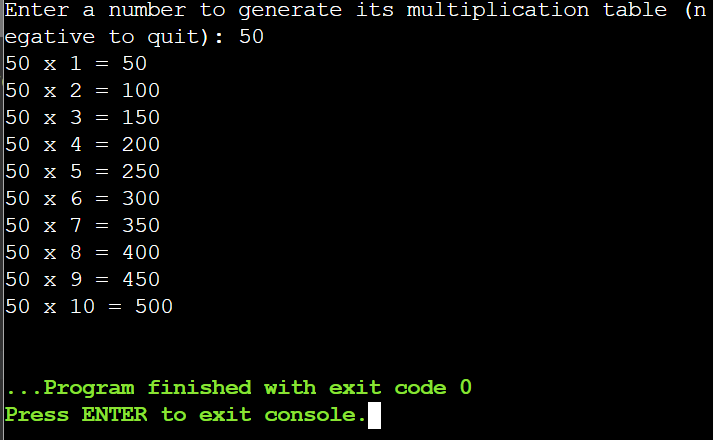 Enter a number to generate its multiplication table (n
egative to quit): 50
50 x 1 = 50
50 x 2 = 100
50 x 3 = 150
50 x 4 = 200
50 x 5 = 250
50 x 6 = 300
50 x 7 = 350
50 x 8 = 400
50 x 9 = 450
50 x 10 = 500
...Program finished with exit code 0
Press ENTER to exit console.